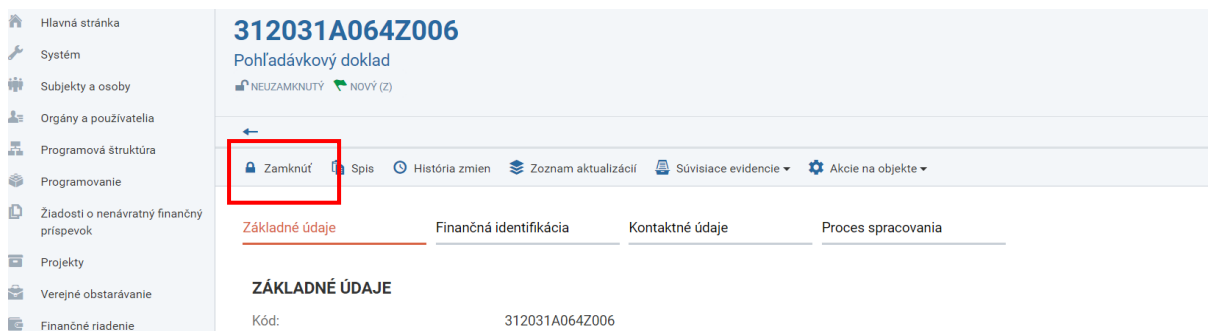 Hlavná stránka
Systém
Subjekty a osoby
Orgány a používatelia
Programová štruktúra
Programovanie
Žiadosti o nenávratný finančný
príspevok
Projekty
Verejné obstarávanie
Finančné riadenie
312031A064Z006
Pohľadávkový doklad
NEUZAMKNUTÝ NOVÝ (Z)
Zamknúť Spis História zmien Zoznam aktualizácií Súvisiace evidencie Akcie na objekte
Základné údaje Finančná identifikácia Kontaktné údaje Proces spracovania
ZÁKLADNÉ ÚDAJE
Kód: 312031A064Z006